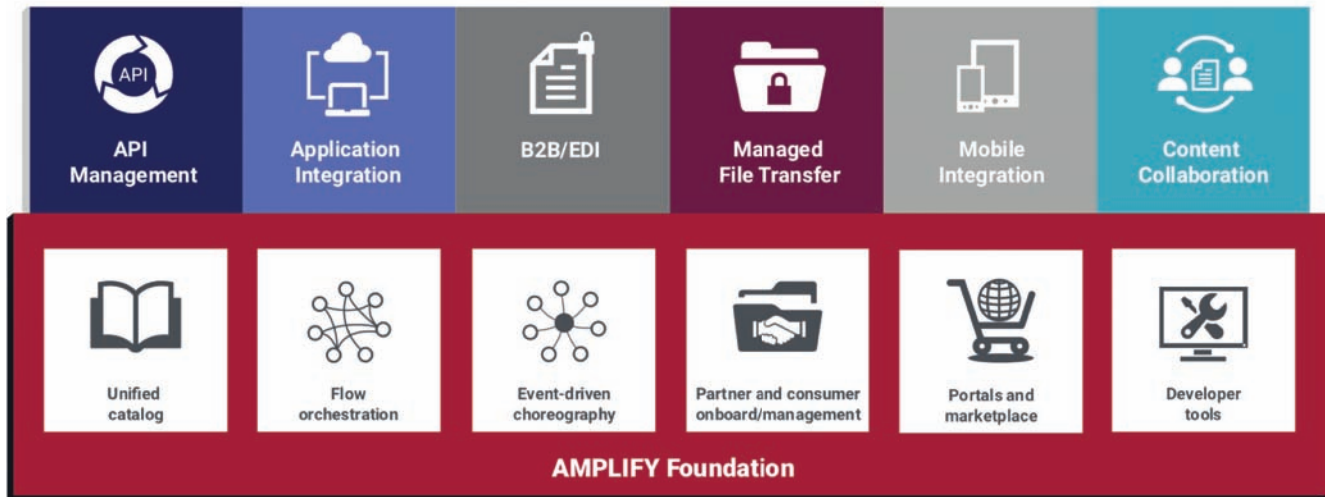 API
API
Management
Application
Integration
B2B/EDI
Managed
File Transfer
Mobile
Integration
Content
Collaboration
Unified
catalog
Flow
orchestration
Event-driven
choreography
Partner and consumer
onboard/management
Portals and
marketplace
Developer
tools
AMPLIFY Foundation